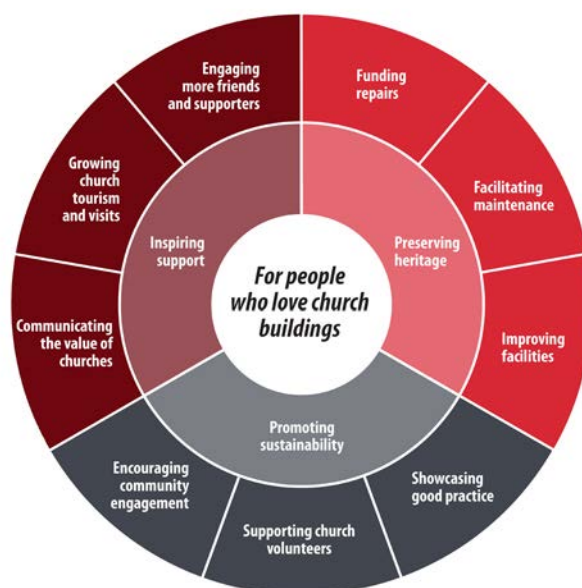 Engaging
more friends
and supporters
Funding
repairs
Growing
church
tourism
and visits
Facilitating
maintenance
Inspiring
support
Preserving
heritage
For people
who love church
buildings
Communicating
the value of
churches
Improving
facilities
Promoting
sustainability
Encouraging
community
engagement
Showcasing
good practice
Supporting church
volunteers